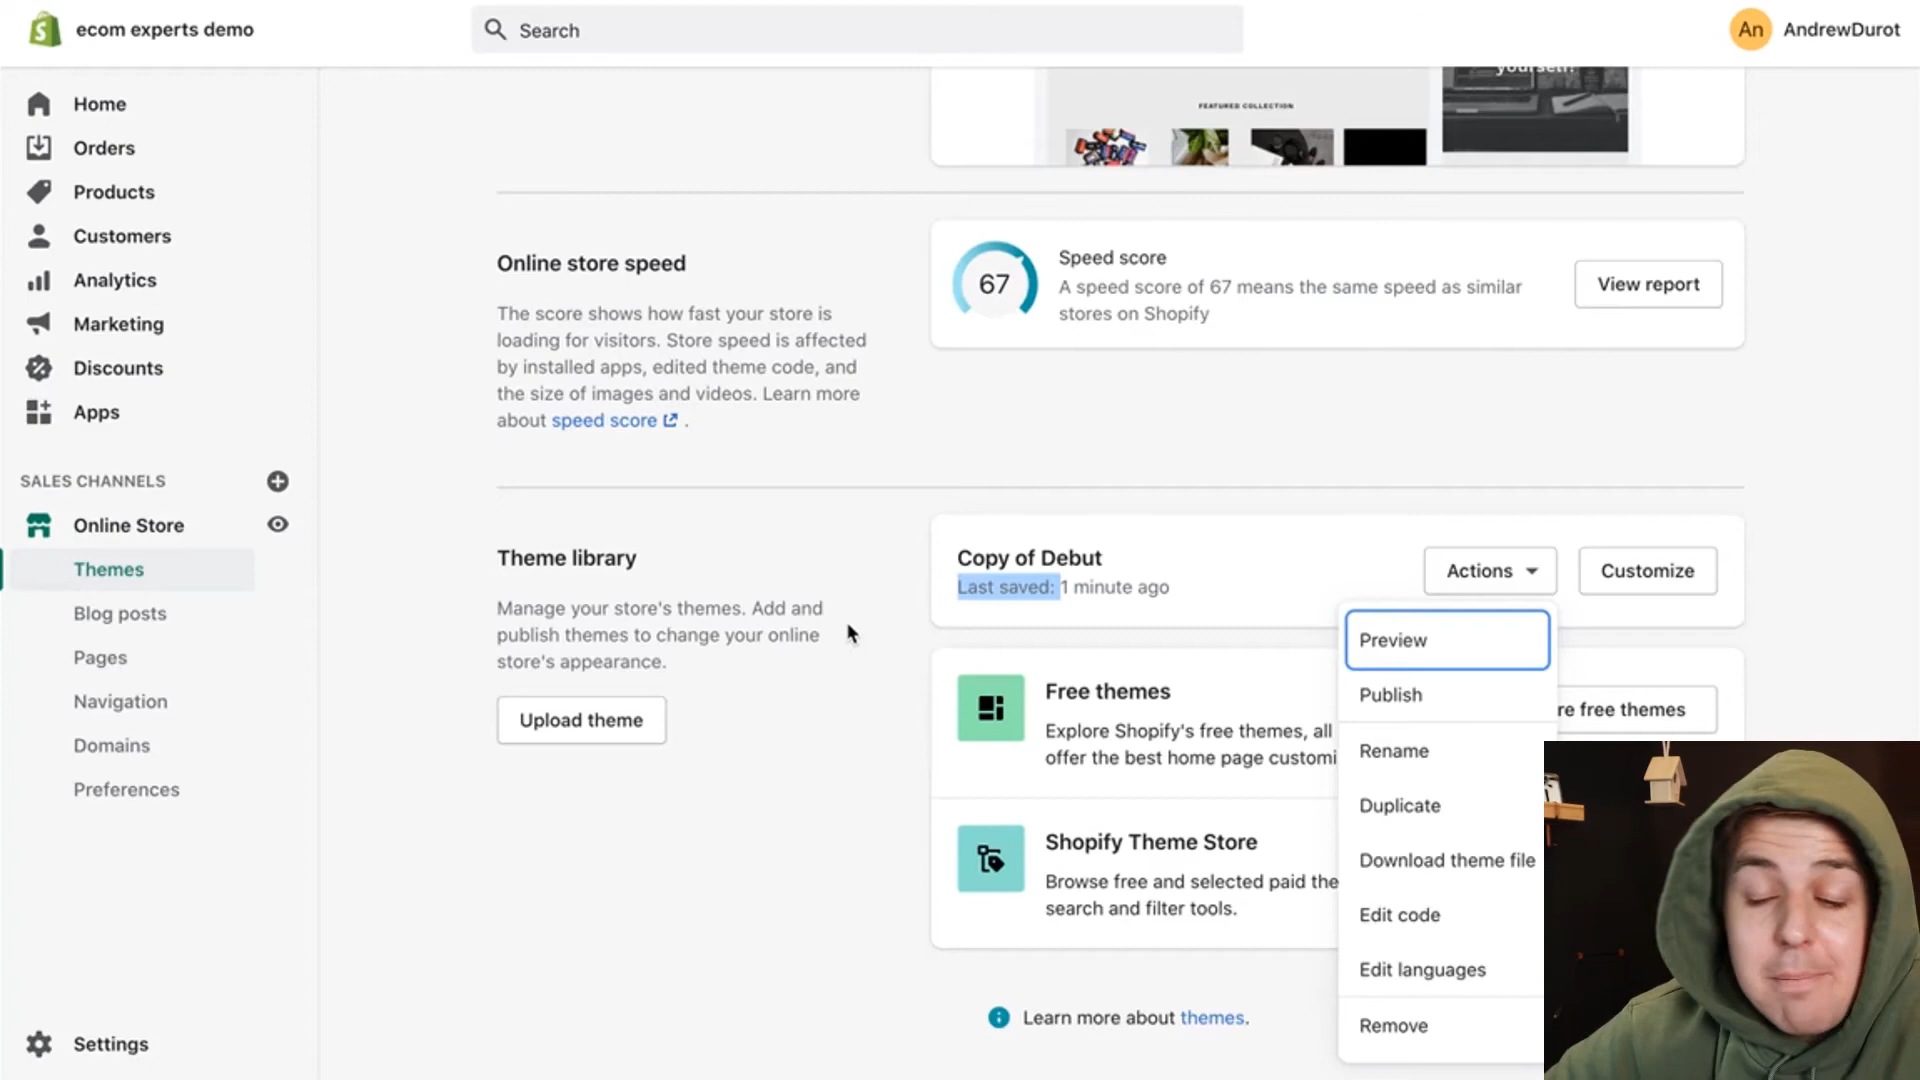 ecom experts demo
Search
An
AndrewDurot
Home
Orders
Products
Customers
Analytics
Marketing
Discounts
Apps
SALES CHANNELS
Online Store
Themes
Blog posts
Pages
Navigation
Domains
Preferences
Settings
yourself!
FEATURED COLLECTION
Online store speed
The score shows how fast your store is
loading for visitors. Store speed is affected
by installed apps, edited theme code, and
the size of images and videos. Learn more
about speed score .
67
Speed score
A speed score of 67 means the same speed as similar
stores on Shopify
View report
Theme library
Manage your store's themes. Add and
publish themes to change your online
store's appearance.
Upload theme
Copy of Debut
Last saved: 1 minute ago
Actions
Customize
Preview
Publish
Rename
Duplicate
Download theme file
Edit code
Edit languages
Remove
Free themes
Explore Shopify's free themes, all
offer the best home page customi
re free themes
Shopify Theme Store
Browse free and selected paid the
search and filter tools.
Learn more about themes.